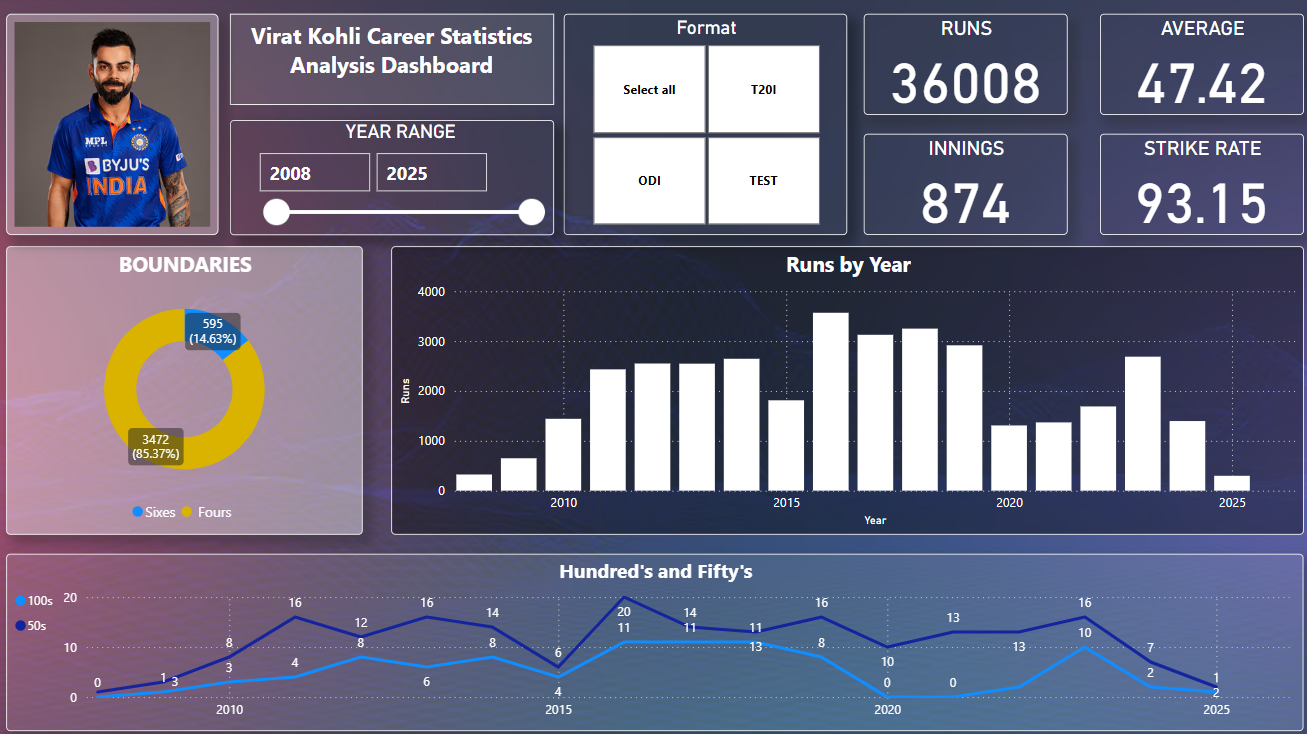 Virat Kohli Career Statistics
Analysis Dashboard
MPL
BYJU'S
INDIA
YEAR RANGE
2008 2025
Format
Select all T20I
ODI TEST
RUNS
36008
AVERAGE
47.42
INNINGS
874
STRIKE RATE
93.15
BOUNDARIES
595
(14.63%)
3472
(85.37%)
Sixes Fours
Runs by Year
4000
3000
2000
1000
0
Runs
2010 2015 2020 2025
Year
Hundred's and Fifty's
100s
50s
20
10
0
0 1 3 8 3 16 4 12 8 16 6 14 8 6 4 20 11 14 11 11 13 16 8 10 0 13 0 13 16 10 7 2 1 2
2010 2015 2020 2025